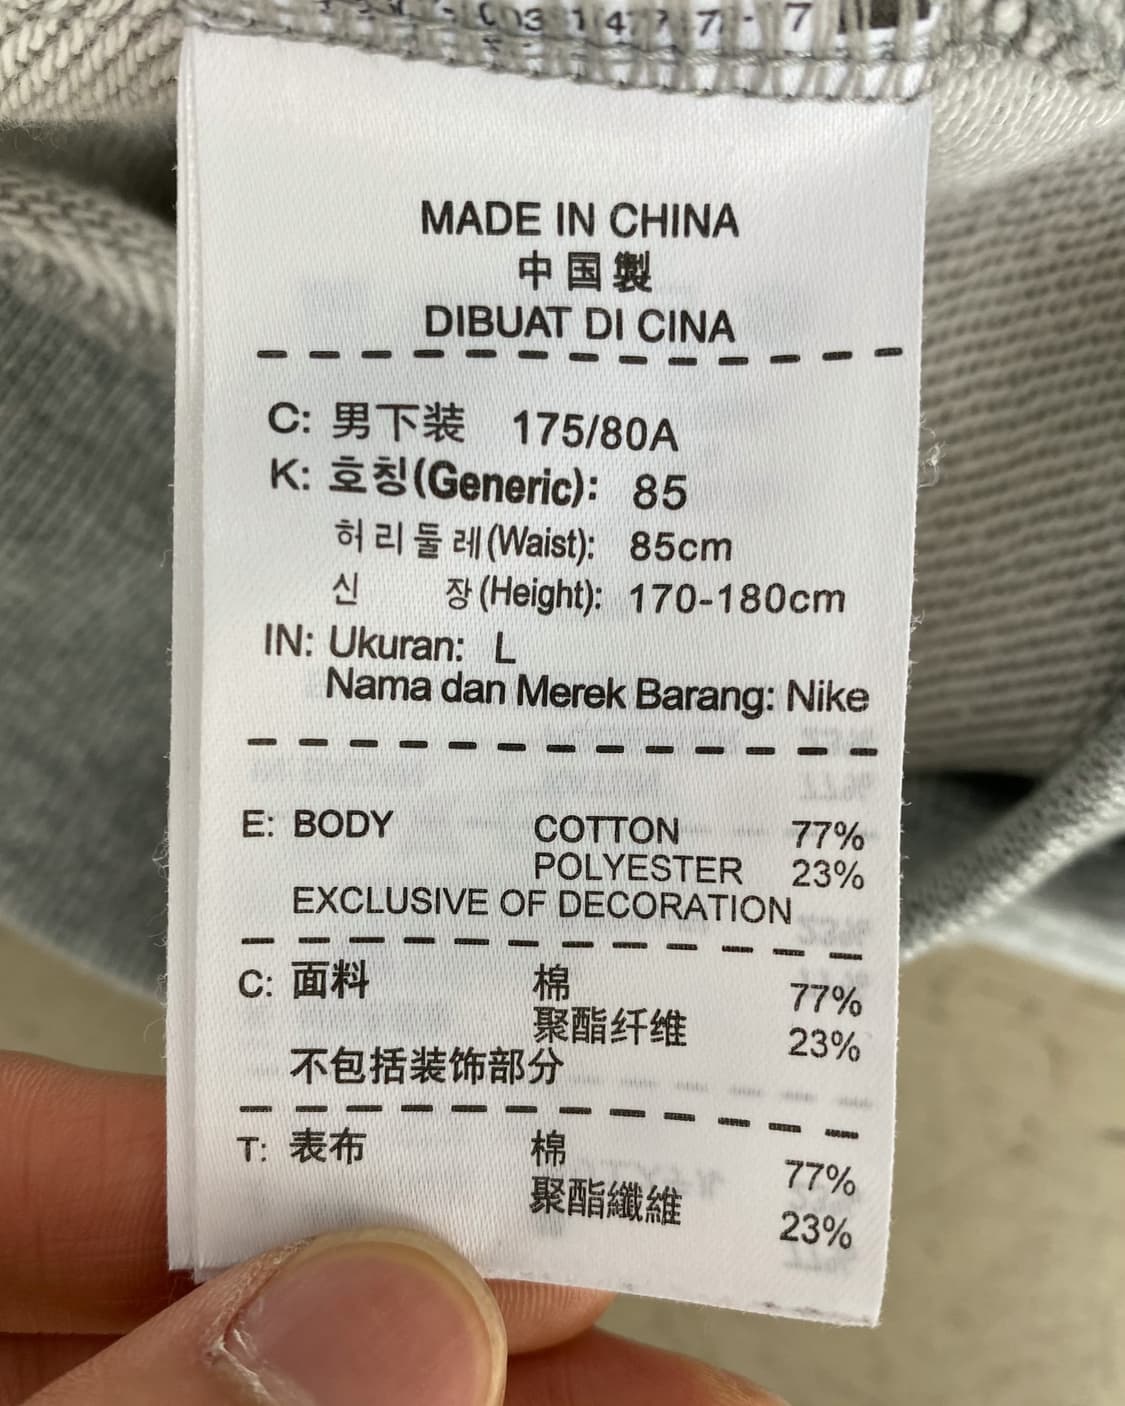 MADE IN CHINA
中国製
DIBUAT DI CINA
C: 男下装 175/80A
K: 호칭(Generic): 85
허리둘레(Waist): 85cm
신 장(Height): 170-180cm
IN: Ukuran: L
Nama dan Merek Barang: Nike
E: BODY COTTON 77%
POLYESTER 23%
EXCLUSIVE OF DECORATION
C: 面料 棉 77%
聚酯纤维 23%
不包括装饰部分
T: 表布 棉 77%
聚酯纖維 23%